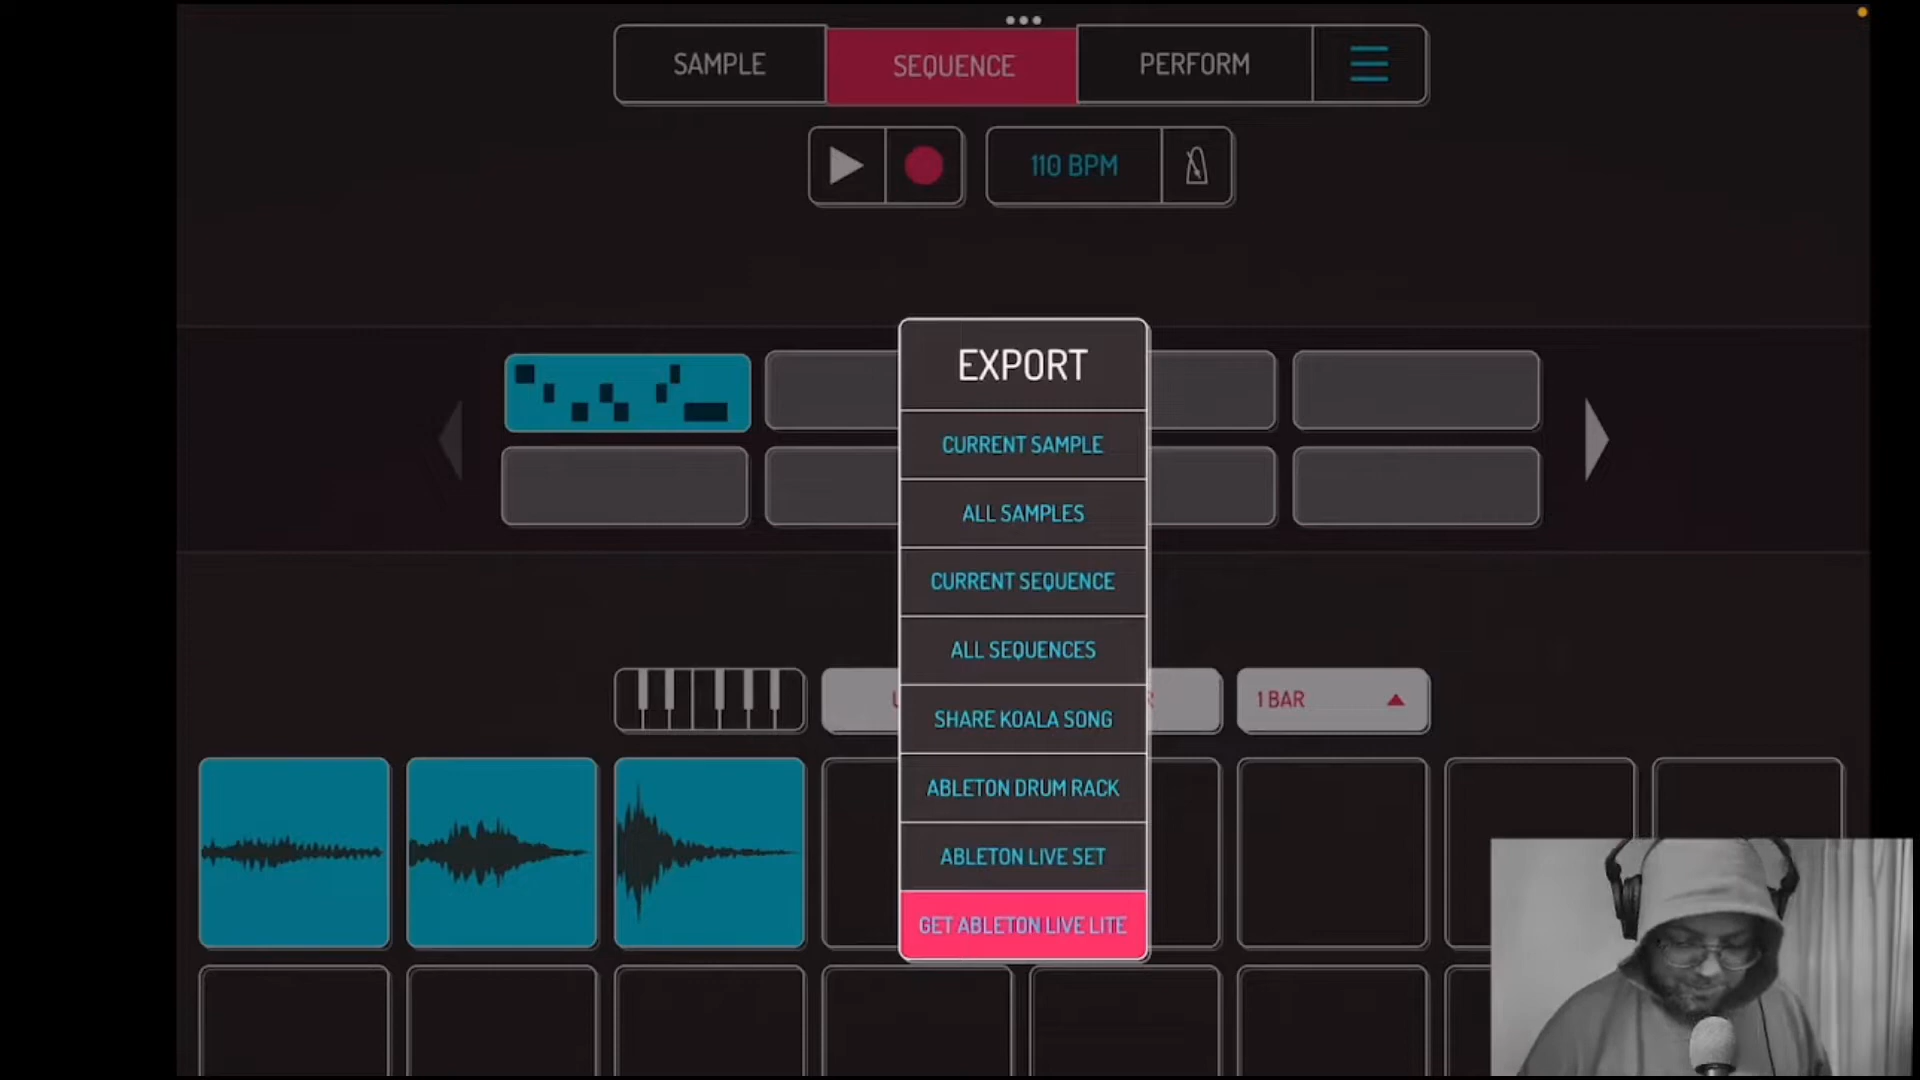 SAMPLE
SEQUENCE
PERFORM
110 BPM
EXPORT
CURRENT SAMPLE
ALL SAMPLES
CURRENT SEQUENCE
ALL SEQUENCES
1 BAR
SHARE KOALA SONG
ABLETON DRUM RACK
ABLETON LIVE SET
GET ABLETON LIVE LITE